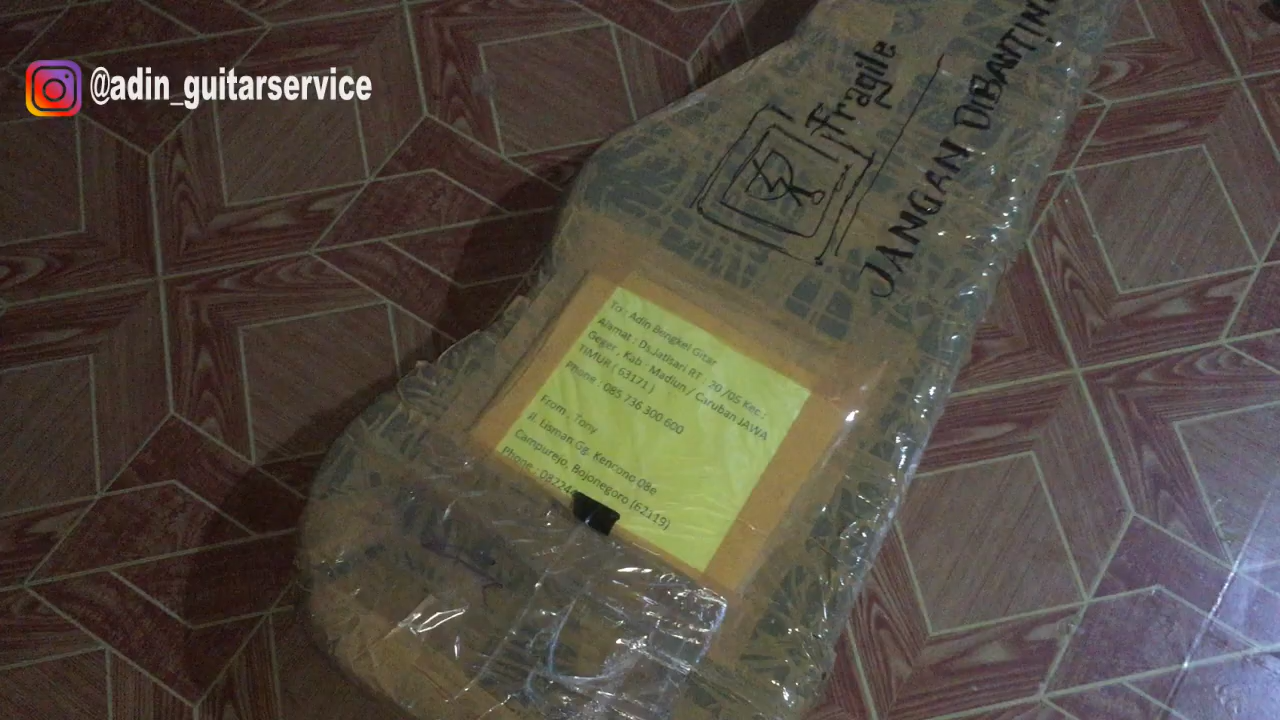 @adin_guitarservice
Fragile
JANGAN DIBANTING
To : Adin Bengkel Gitar
Alamat : Ds.Jatisari RT : 20 /05 Kec :
Geger , Kab : Madiun / Caruban JAWA
TIMUR ( 63171 )
Phone : 085 736 300 600
From : Tony
Jl. Lisman Gg. Kencono 08e
Campurejo, Bojonegoro (62119)
Phone : 08224